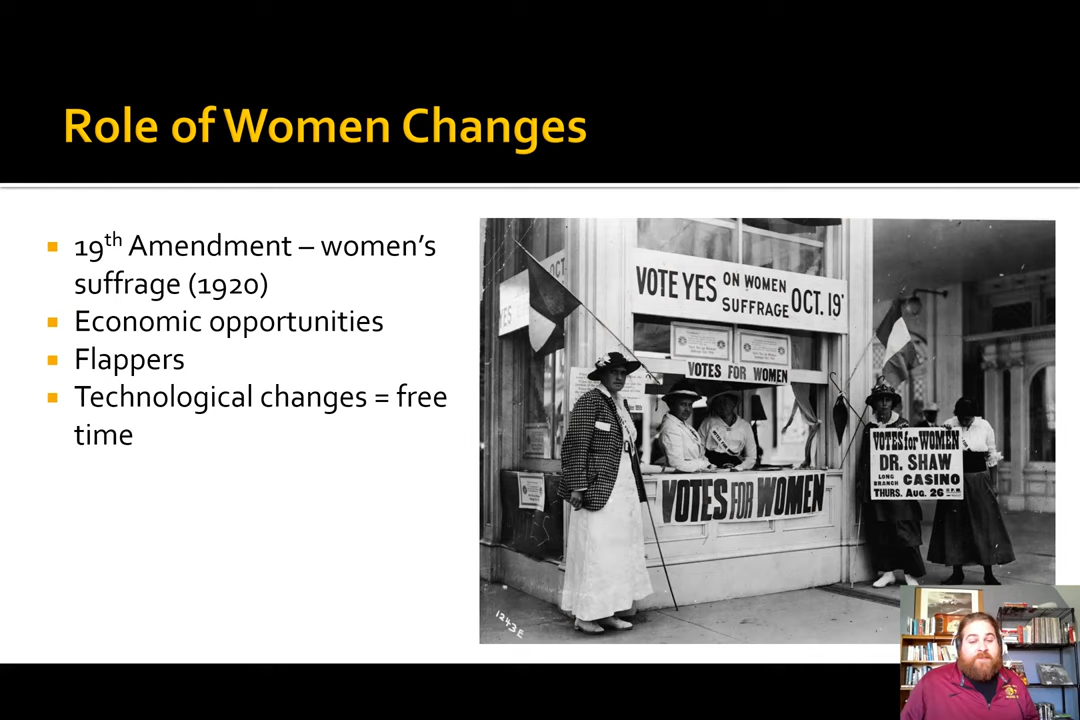 Role of Women Changes
19th Amendment – women's
suffrage (1920)
Economic opportunities
Flappers
Technological changes = free
time
OCT.
VOTE YES ON WOMEN SUFFRAGE OCT. 19
VOTES FOR WOMEN
VOTES FOR WOMEN
VOTES for WOMEN
DR. SHAW
LONG BRANCH CASINO
THURS. Aug. 26
1243E